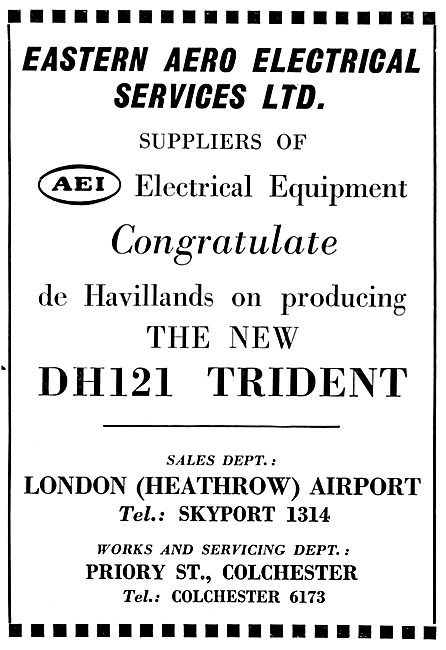 EASTERN AERO ELECTRICAL
SERVICES LTD.
SUPPLIERS OF
AEI Electrical Equipment
Congratulate
de Havillands on producing
THE NEW
DH121 TRIDENT
SALES DEPT.:
LONDON (HEATHROW) AIRPORT
Tel.: SKYPORT 1314
WORKS AND SERVICING DEPT.:
PRIORY ST., COLCHESTER
Tel.: COLCHESTER 6173